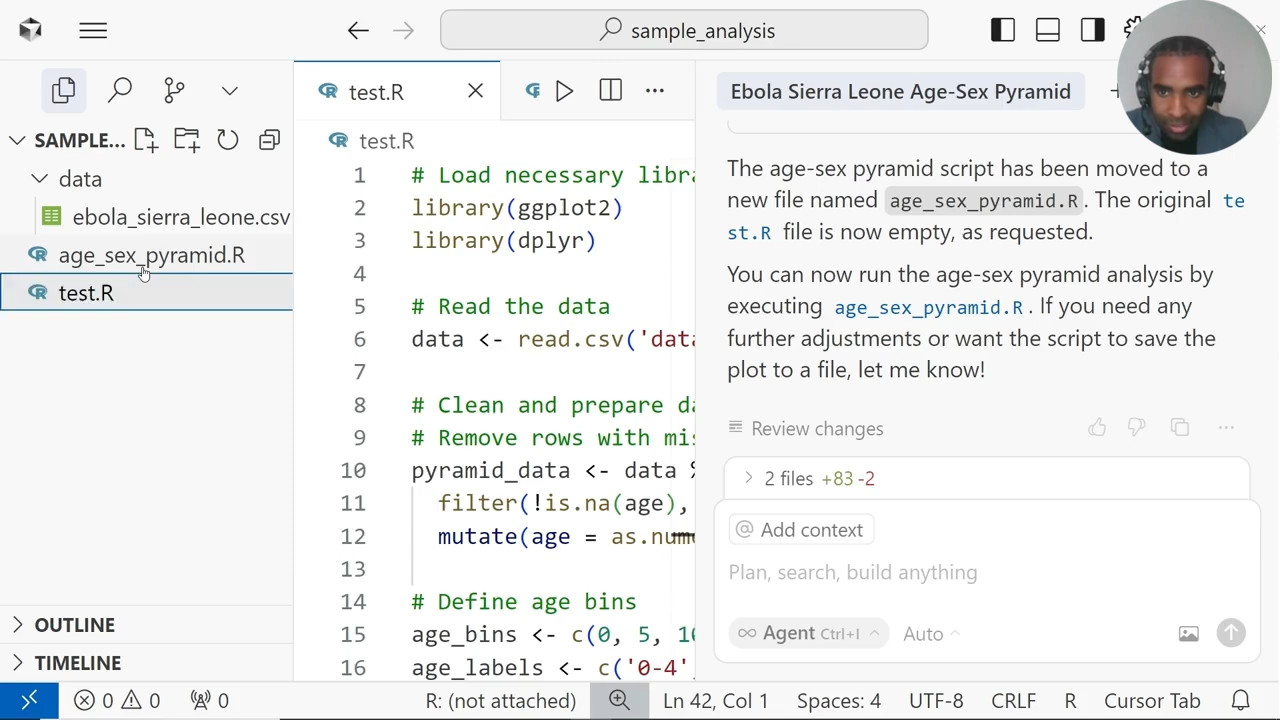 sample_analysis
SAMPLE...
data
ebola_sierra_leone.csv
age_sex_pyramid.R
test.R
OUTLINE
TIMELINE
test.R
test.R
1 # Load necessary libra
2 library(ggplot2)
3 library(dplyr)
4
5 # Read the data
6 data <- read.csv('data
7
8 # Clean and prepare da
9 # Remove rows with mis
10 pyramid_data <- data %
11 filter(!is.na(age),
12 mutate(age = as.nume
13
14 # Define age bins
15 age_bins <- c(0, 5, 10
16 age_labels <- c('0-4'
Ebola Sierra Leone Age-Sex Pyramid
The age-sex pyramid script has been moved to a
new file named age_sex_pyramid.R. The original te
st.R file is now empty, as requested.
You can now run the age-sex pyramid analysis by
executing age_sex_pyramid.R. If you need any
further adjustments or want the script to save the
plot to a file, let me know!
Review changes
2 files +83 -2
@ Add context
Plan, search, build anything
Agent Ctrl+I
Auto
0 0 0
R: (not attached)
Ln 42, Col 1
Spaces: 4
UTF-8
CRLF
R
Cursor Tab